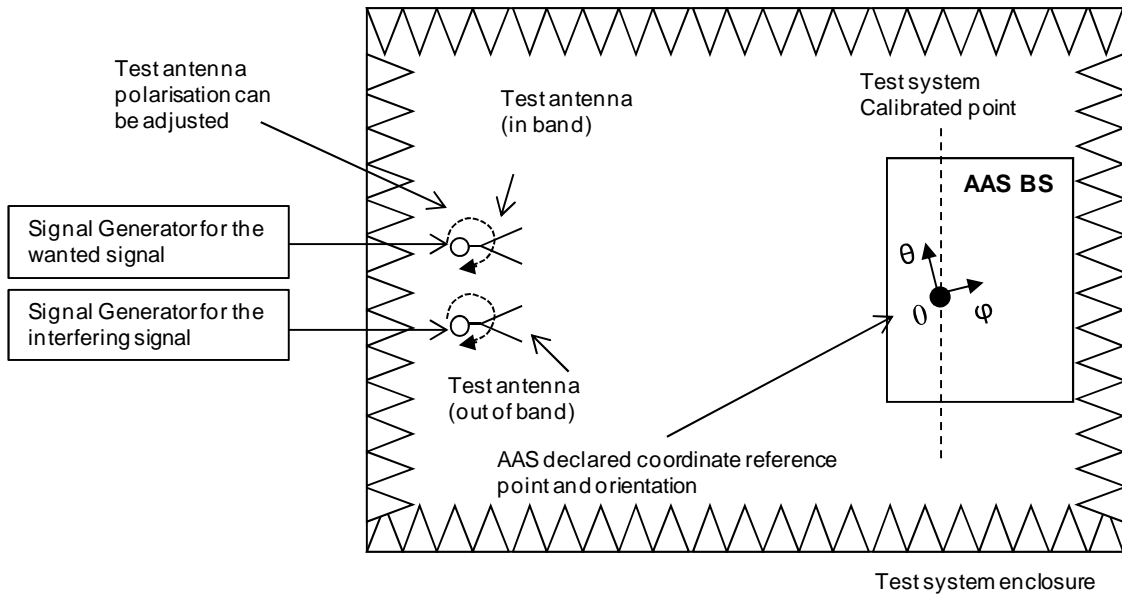 Test antenna
polarisation can
be adjusted
Test antenna
(in band)
Test system
Calibrated point
AAS BS
Signal Generator for the
wanted signal
Signal Generator for the
interfering signal
θ
0
φ
Test antenna
(out of band)
AAS declared coordinate reference
point and orientation
Test system enclosure